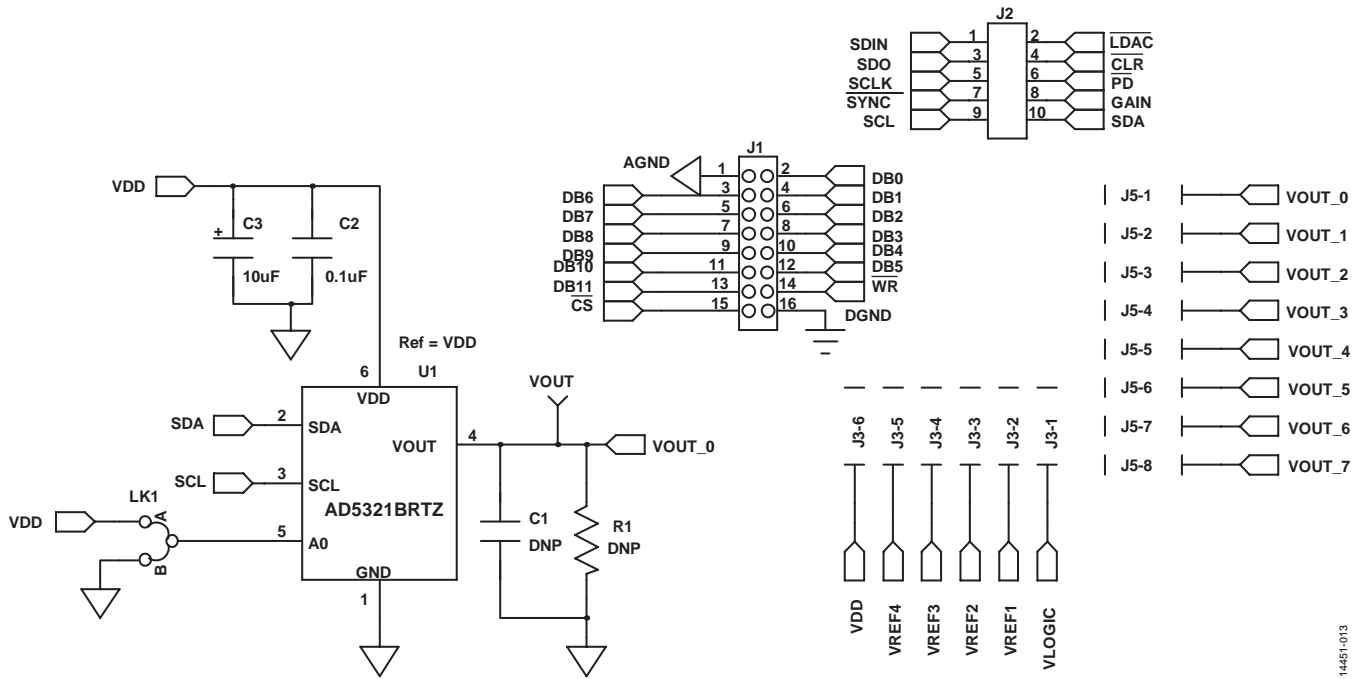 J2
SDIN 1 2 LDAC
SDO 3 4 CLR
SCLK 5 6 PD
SYNC 7 8 GAIN
SCL 9 10 SDA
J1
AGND 1 2 DB0
DB6 3 4 DB1
DB7 5 6 DB2
DB8 7 8 DB3
DB9 9 10 DB4
DB10 11 12 DB5
DB11 13 14 WR
CS 15 16 DGND
VDD
C3 C2
+
10uF 0.1uF
Ref = VDD
6 U1
VDD
SDA 2 SDA
VOUT
VOUT 4 VOUT_0
SCL 3 SCL
LK1
AD5321BRTZ
VDD A
B
5 A0
GND
1
C1
DNP
R1
DNP
J5-1 VOUT_0
J5-2 VOUT_1
J5-3 VOUT_2
J5-4 VOUT_3
J5-5 VOUT_4
J5-6 VOUT_5
J5-7 VOUT_6
J5-8 VOUT_7
J3-6 J3-5 J3-4 J3-3 J3-2 J3-1
VDD VREF4 VREF3 VREF2 VREF1 VLOGIC
14451-013